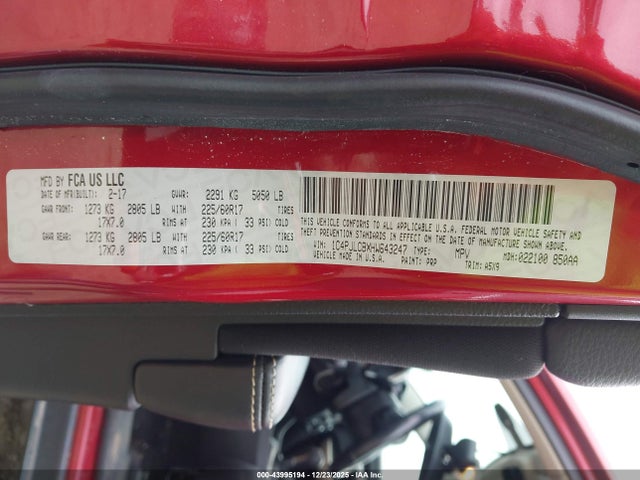 MFD BY FCA US LLC
DATE OF MFR(BUILT): 2-17 GVWR: 2291 KG 5050 LB
GAWR FRONT: 1273 KG 2805 LB WITH 225/60R17 TIRES
17X7.0 RIMS AT 230 KPA ( 33 PSI) COLD
GAWR REAR: 1273 KG 2805 LB WITH 225/60R17 TIRES
17X7.0 RIMS AT 230 KPA ( 33 PSI) COLD
THIS VEHICLE CONFORMS TO ALL APPLICABLE U.S.A. FEDERAL MOTOR VEHICLE SAFETY, BUMPER, AND
THEFT PREVENTION STANDARDS IN EFFECT ON THE DATE OF MANUFACTURE SHOWN ABOVE.
VIN: 1C4PJLCBXHW643247 TYPE: MPV MDH:022100 850AA
VEHICLE MADE IN U.S.A. PAINT: PRP TRIM: A5X9
000-43995194 - 12/23/2025 - IAAI.COM